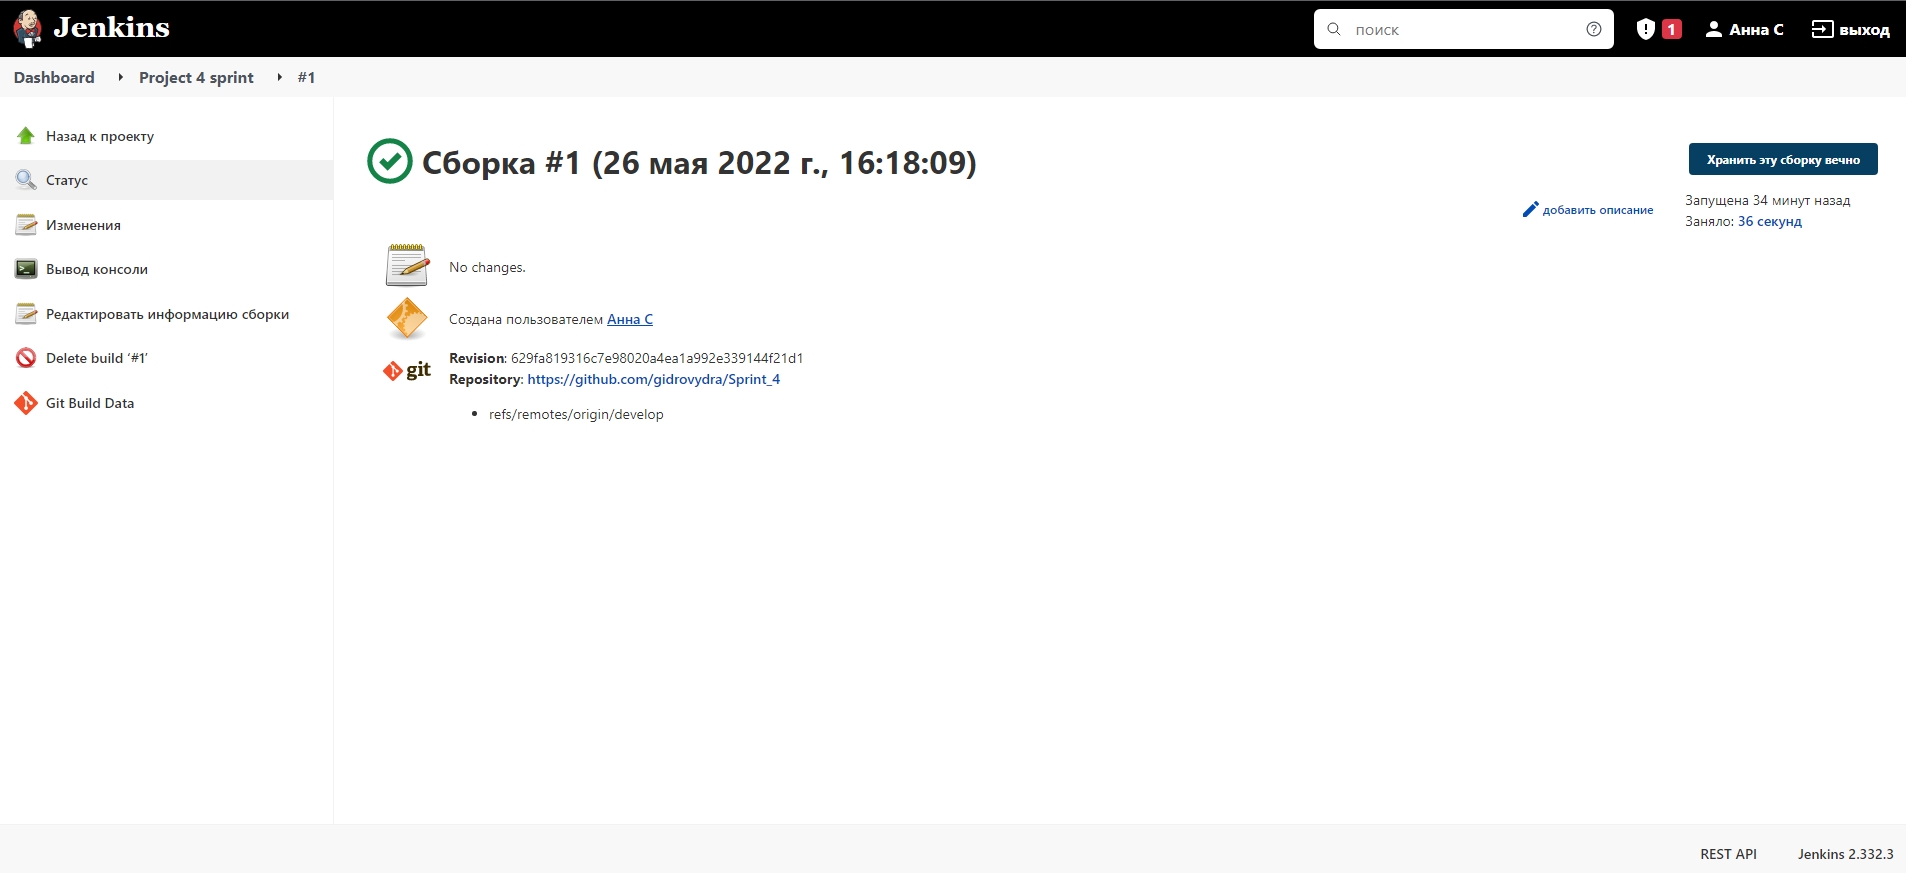 Jenkins
поиск
1
Анна С
выход
Dashboard
Project 4 sprint
#1
Назад к проекту
Статус
Изменения
Вывод консоли
Редактировать информацию сборки
Delete build ‘#1’
Git Build Data
Сборка #1 (26 мая 2022 г., 16:18:09)
Хранить эту сборку вечно
добавить описание
Запущена 34 минут назад
Заняло: 36 секунд
No changes.
Создана пользователем Анна С
git
Revision: 629fa819316c7e98020a4ea1a992e339144f21d1
Repository: https://github.com/gidrovydra/Sprint_4
refs/remotes/origin/develop
REST API
Jenkins 2.332.3